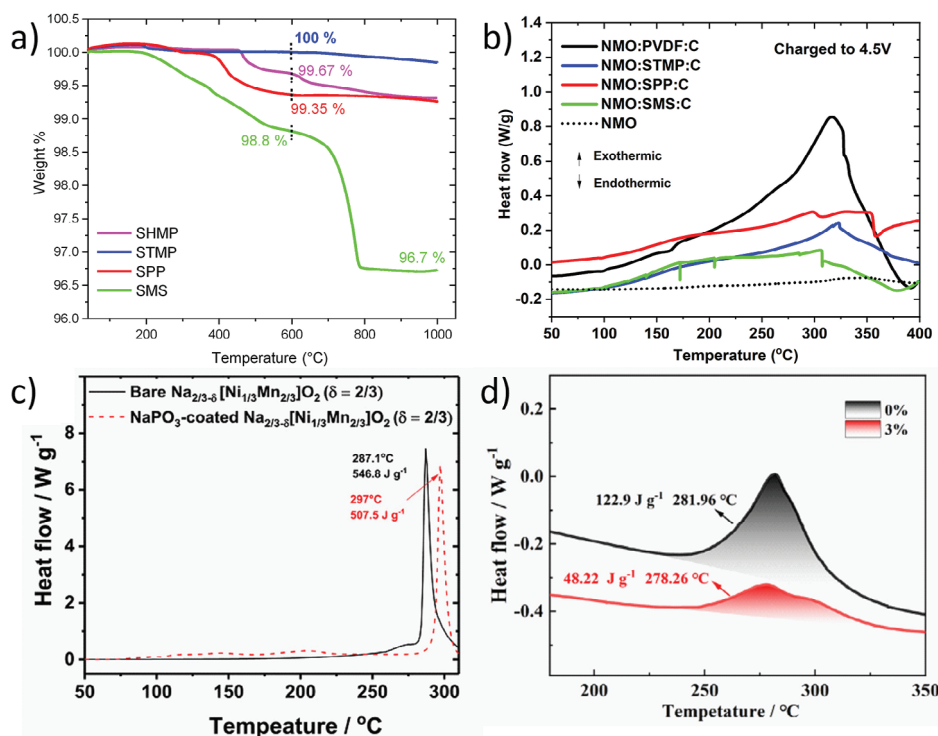 a)
100.0
99.5
99.0
98.5
98.0
97.5
97.0
96.5
96.0
Weight %
100 %
99.67 %
99.35 %
98.8 %
96.7 %
SHMP
STMP
SPP
SMS
0 200 400 600 800 1000
Temperature (°C)
b)
1.4
1.2
1.0
0.8
0.6
0.4
0.2
0.0
-0.2
Heat flow (W/g)
NMO:PVDF:C
NMO:STMP:C
NMO:SPP:C
NMO:SMS:C
NMO
Charged to 4.5V
Exothermic
Endothermic
50 100 150 200 250 300 350 400
Temperature (°C)
c)
8
6
4
2
0
Heat flow / W g⁻¹
Bare Na2/3-δ[Ni1/3Mn2/3]O2 (δ = 2/3)
NaPO3-coated Na2/3-δ[Ni1/3Mn2/3]O2 (δ = 2/3)
287.1°C
546.8 J g⁻¹
297°C
507.5 J g⁻¹
50 100 150 200 250 300
Tempeature / °C
d)
0.2
0.0
-0.2
-0.4
Heat flow / W g⁻¹
0%
3%
122.9 J g⁻¹ 281.96 °C
48.22 J g⁻¹ 278.26 °C
200 250 300 350
Tempetature / °C